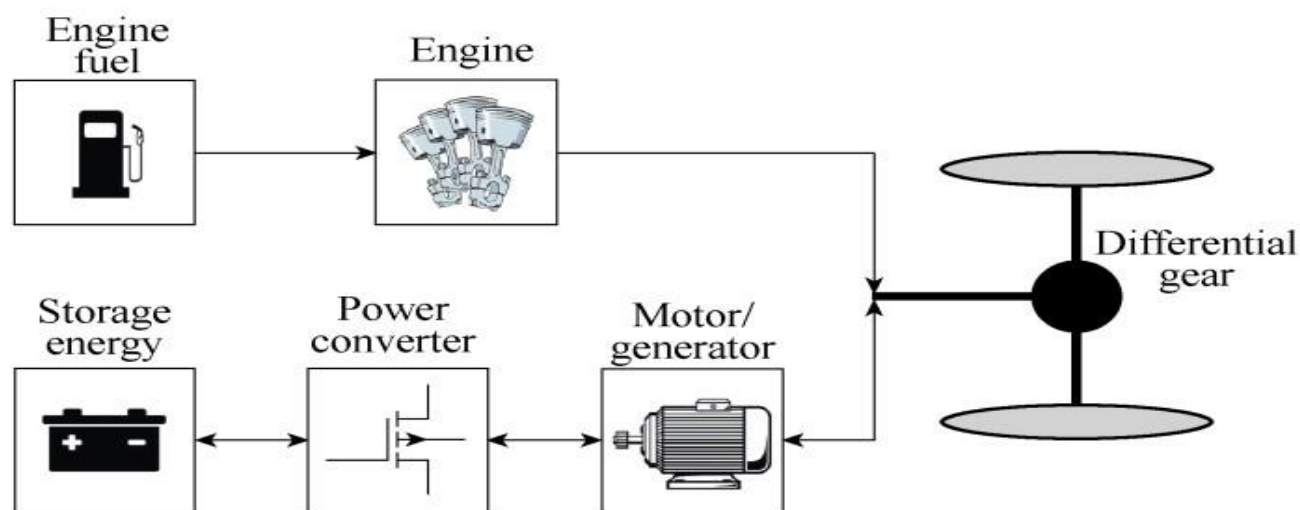 Engine
fuel
Engine
Differential
gear
Storage
energy
Power
converter
Motor/
generator
+ −